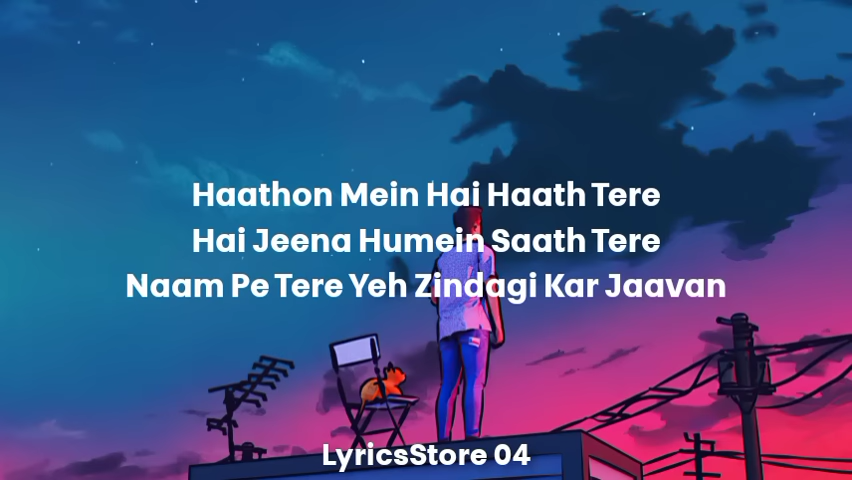 Haathon Mein Hai Haath Tere
Hai Jeena Humein Saath Tere
Naam Pe Tere Yeh Zindagi Kar Jaavan
LyricsStore 04